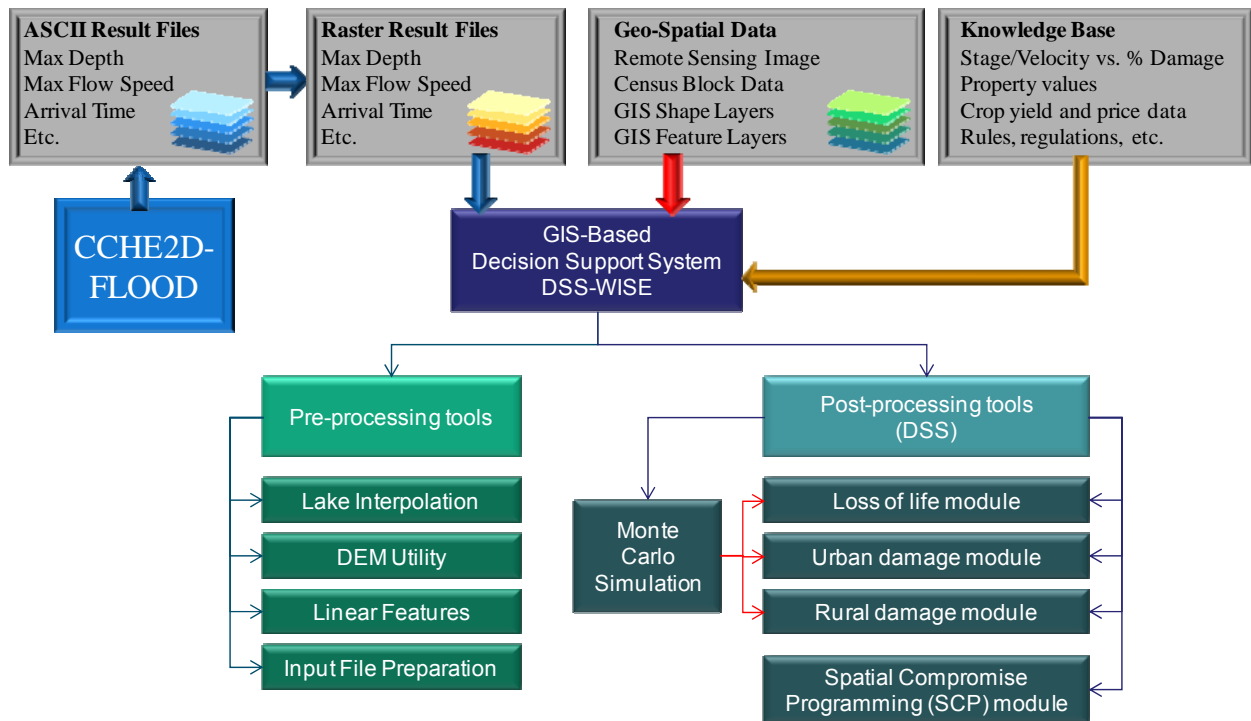 ASCII Result Files
Max Depth
Max Flow Speed
Arrival Time
Etc.
Raster Result Files
Max Depth
Max Flow Speed
Arrival Time
Etc.
Geo-Spatial Data
Remote Sensing Image
Census Block Data
GIS Shape Layers
GIS Feature Layers
Knowledge Base
Stage/Velocity vs. % Damage
Property values
Crop yield and price data
Rules, regulations, etc.
CCHE2D-
FLOOD
GIS-Based
Decision Support System
DSS-WISE
Pre-processing tools
Lake Interpolation
DEM Utility
Linear Features
Input File Preparation
Post-processing tools
(DSS)
Monte
Carlo
Simulation
Loss of life module
Urban damage module
Rural damage module
Spatial Compromise
Programming (SCP) module